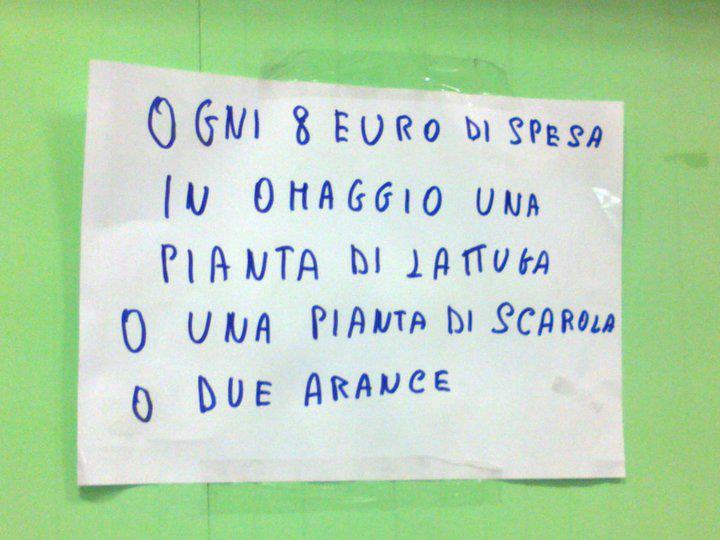 OGNI 8 EURO DI SPESA
IN OMAGGIO UNA
PIANTA DI LATTUGA
O UNA PIANTA DI SCAROLA
O DUE ARANCE